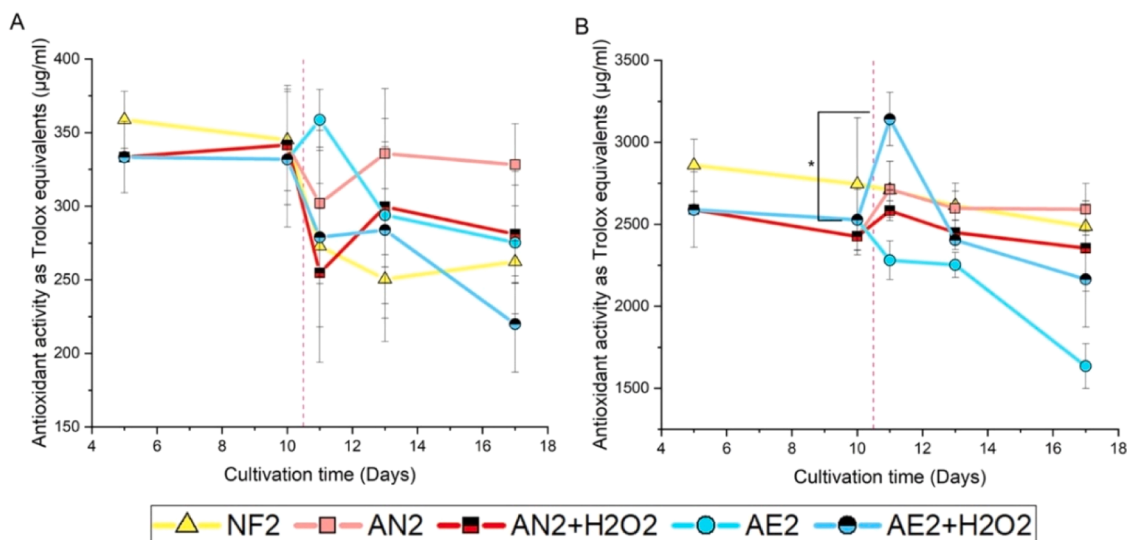 A
Antioxidant activity as Trolox equivalents (µg/ml)
400
350
300
250
200
150
4 6 8 10 12 14 16 18
Cultivation time (Days)
B
Antioxidant activity as Trolox equivalents (µg/ml)
3500
3000
2500
2000
1500
*
4 6 8 10 12 14 16 18
Cultivation time (Days)
NF2 AN2 AN2+H2O2 AE2 AE2+H2O2